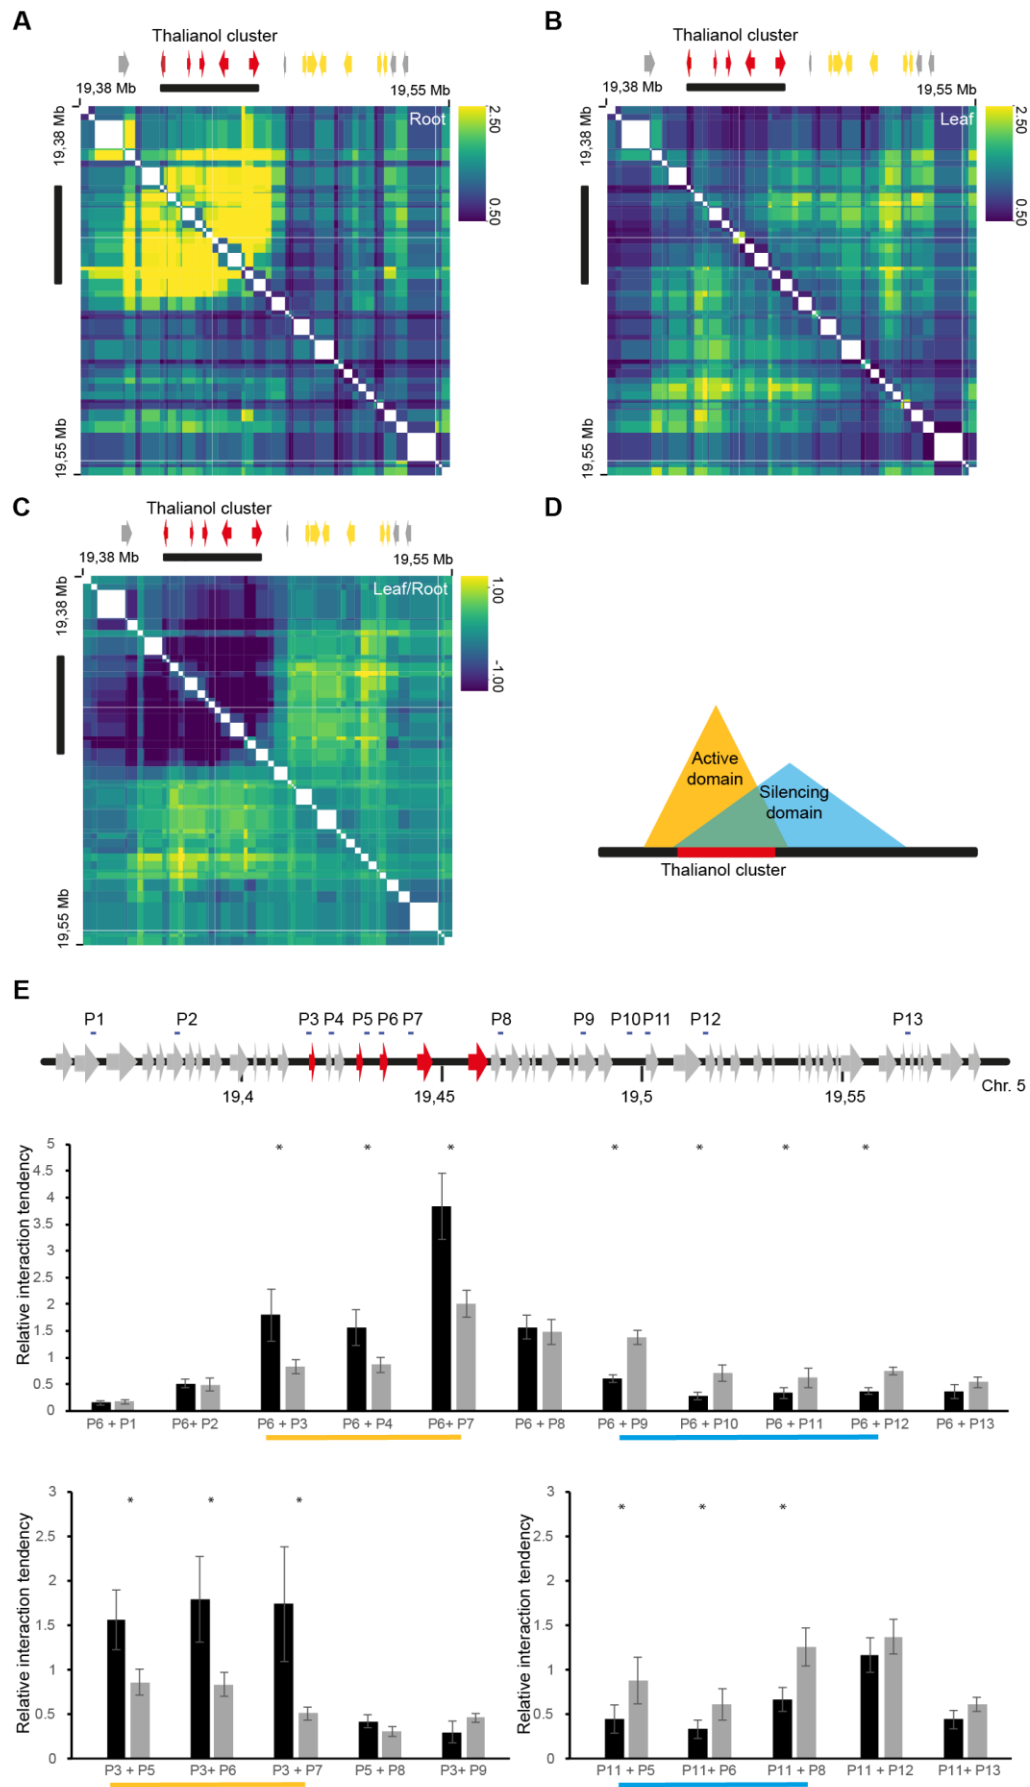 A
Thalianol cluster
19,38 Mb
19,55 Mb
Root
2.50
0.50
19,38 Mb
19,55 Mb
B
Thalianol cluster
19,38 Mb
19,55 Mb
Leaf
2.50
0.50
19,38 Mb
19,55 Mb
C
Thalianol cluster
19,38 Mb
19,55 Mb
Leaf/Root
1.00
-1.00
19,38 Mb
19,55 Mb
D
Active
domain
Silencing
domain
Thalianol cluster
E
P1 P2 P3 P4 P5 P6 P7 P8 P9 P10 P11 P12 P13
19,4 19,45 19,5 19,55 Chr. 5
Relative interaction tendency
5
4.5
4
3.5
3
2.5
2
1.5
1
0.5
0
* * * * * * *
P6 + P1 P6+ P2 P6 + P3 P6 + P4 P6+ P7 P6 + P8 P6 + P9 P6 + P10 P6 + P11 P6 + P12 P6 + P13
Relative interaction tendency
3
2.5
2
1.5
1
0.5
0
* * *
P3 + P5 P3+ P6 P3 + P7 P5 + P8 P3+ P9
Relative interaction tendency
3
2.5
2
1.5
1
0.5
0
* * *
P11 + P5 P11+ P6 P11 + P8 P11 + P12 P11+ P13